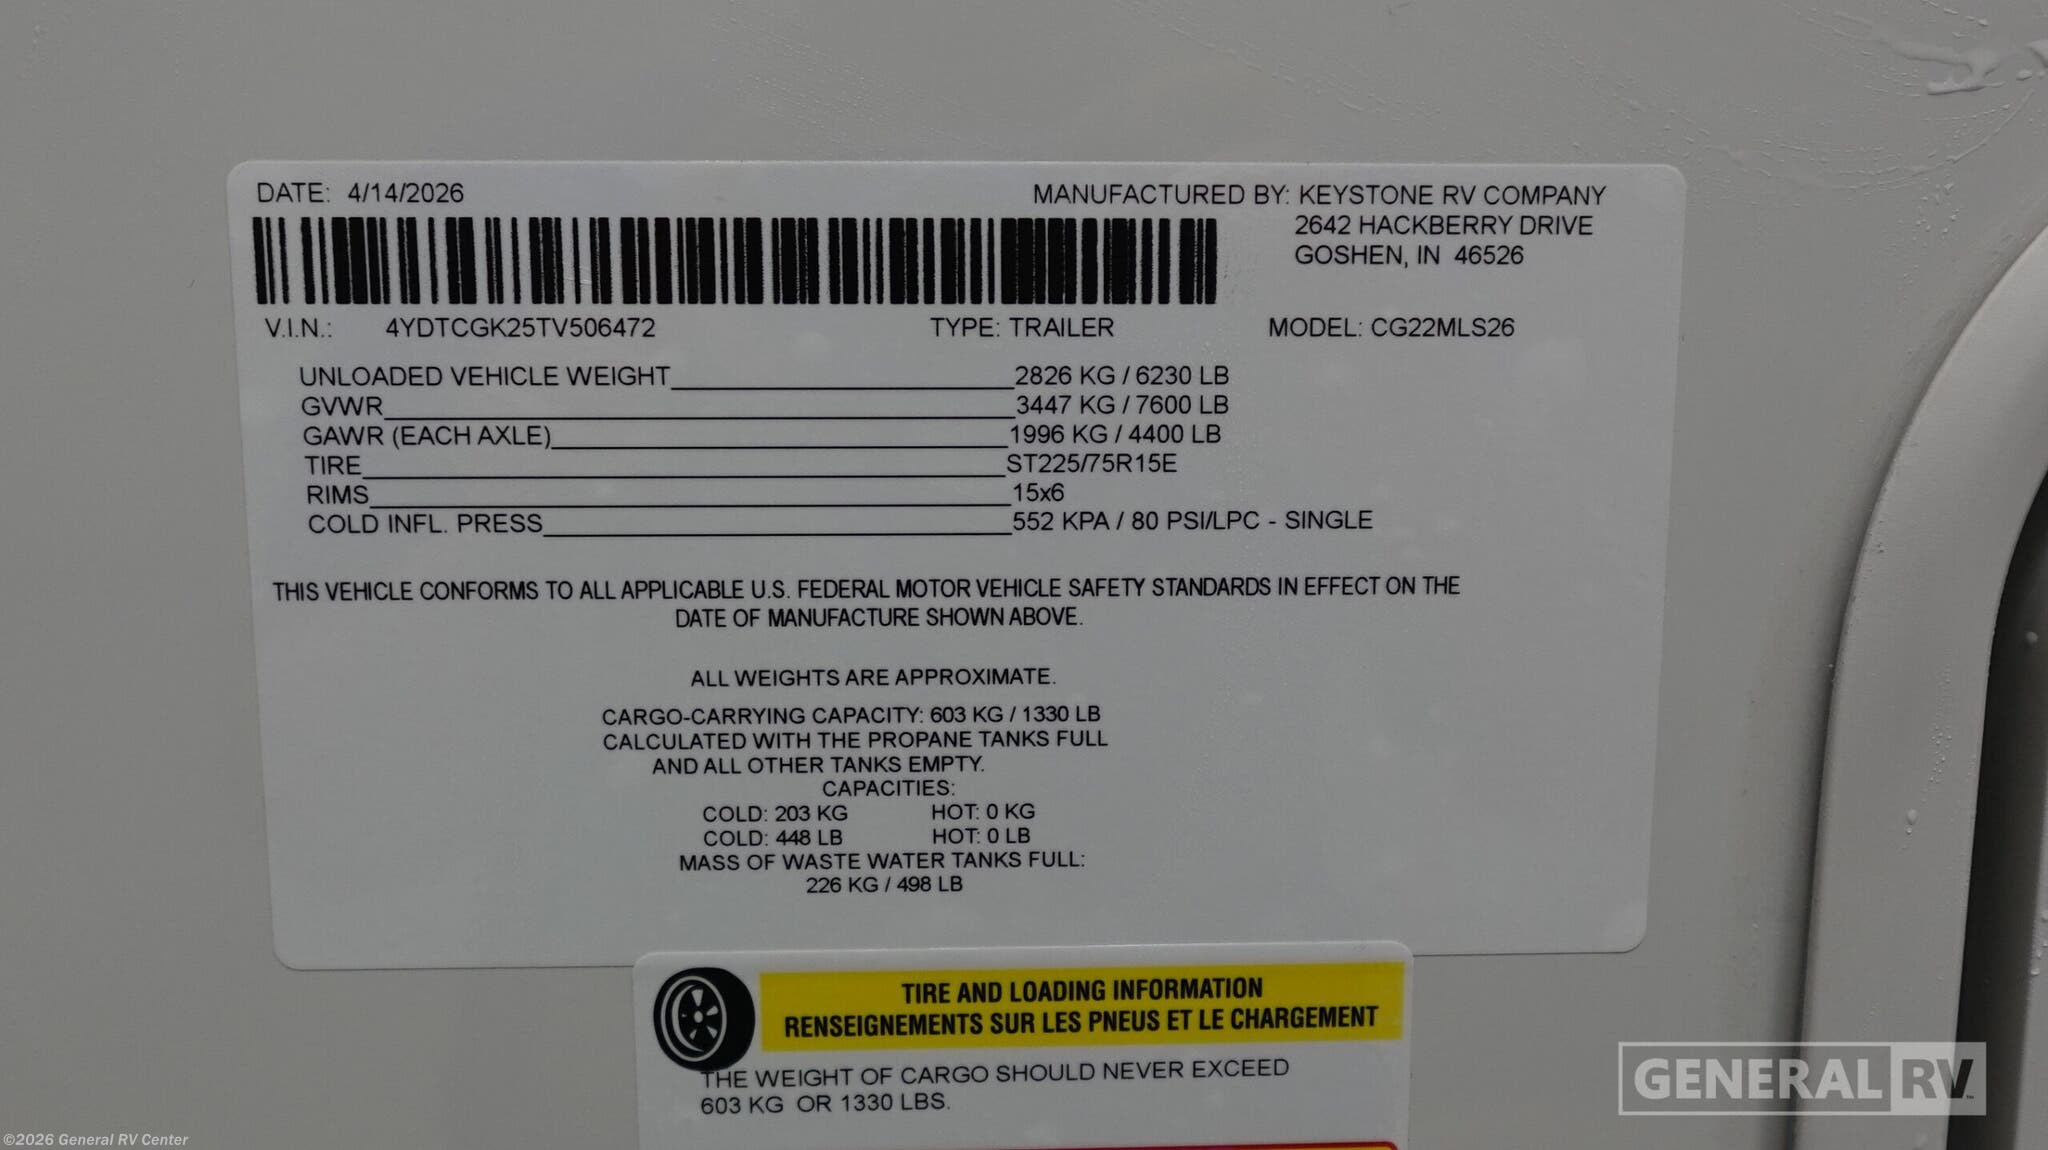 DATE: 4/14/2026
MANUFACTURED BY: KEYSTONE RV COMPANY
2642 HACKBERRY DRIVE
GOSHEN, IN 46526
V.I.N.: 4YDTCGK25TV506472 TYPE: TRAILER MODEL: CG22MLS26
UNLOADED VEHICLE WEIGHT 2826 KG / 6230 LB
GVWR 3447 KG / 7600 LB
GAWR (EACH AXLE) 1996 KG / 4400 LB
TIRE ST225/75R15E
RIMS 15x6
COLD INFL. PRESS 552 KPA / 80 PSI/LPC - SINGLE
THIS VEHICLE CONFORMS TO ALL APPLICABLE U.S. FEDERAL MOTOR VEHICLE SAFETY STANDARDS IN EFFECT ON THE
DATE OF MANUFACTURE SHOWN ABOVE.
ALL WEIGHTS ARE APPROXIMATE.
CARGO-CARRYING CAPACITY: 603 KG / 1330 LB
CALCULATED WITH THE PROPANE TANKS FULL
AND ALL OTHER TANKS EMPTY.
CAPACITIES:
COLD: 203 KG HOT: 0 KG
COLD: 448 LB HOT: 0 LB
MASS OF WASTE WATER TANKS FULL:
226 KG / 498 LB
TIRE AND LOADING INFORMATION
RENSEIGNEMENTS SUR LES PNEUS ET LE CHARGEMENT
THE WEIGHT OF CARGO SHOULD NEVER EXCEED
603 KG OR 1330 LBS.
GENERAL RV
©2026 General RV Center